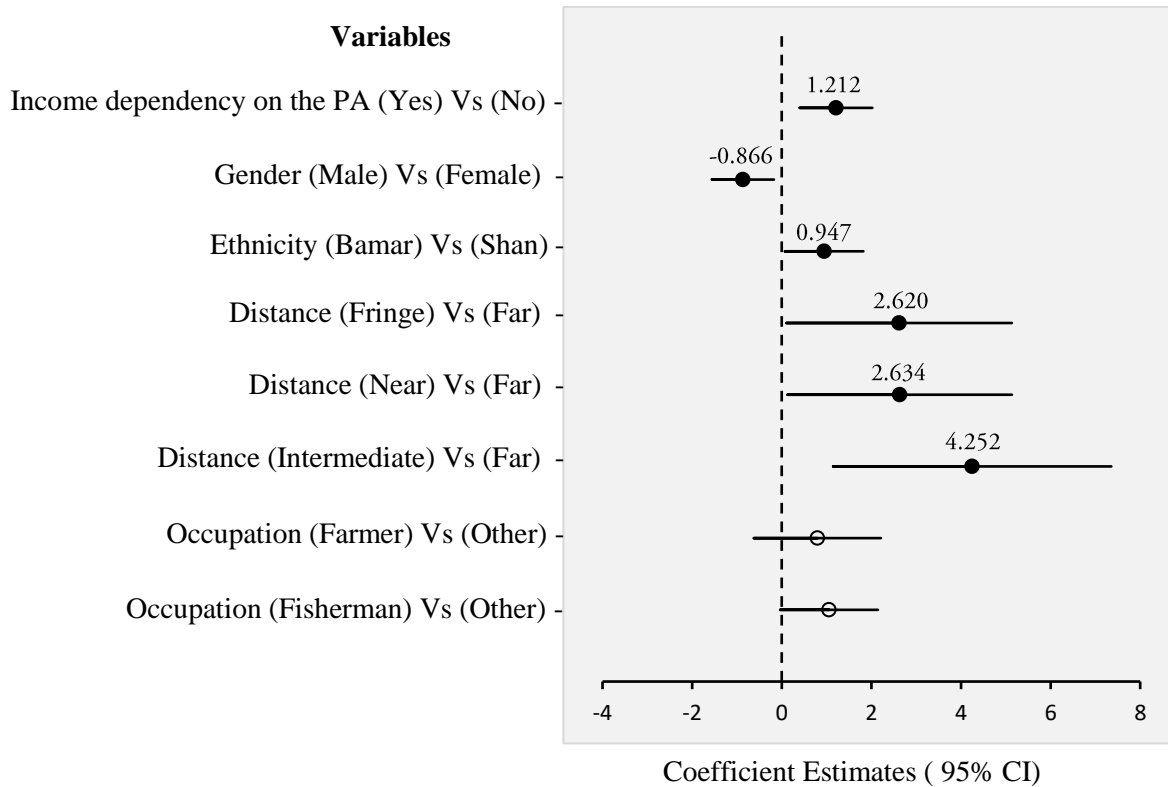 Variables
Income dependency on the PA (Yes) Vs (No)
1.212
Gender (Male) Vs (Female)
-0.866
Ethnicity (Bamar) Vs (Shan)
0.947
Distance (Fringe) Vs (Far)
2.620
Distance (Near) Vs (Far)
2.634
Distance (Intermediate) Vs (Far)
4.252
Occupation (Farmer) Vs (Other)
Occupation (Fisherman) Vs (Other)
-4 -2 0 2 4 6 8
Coefficient Estimates ( 95% CI)